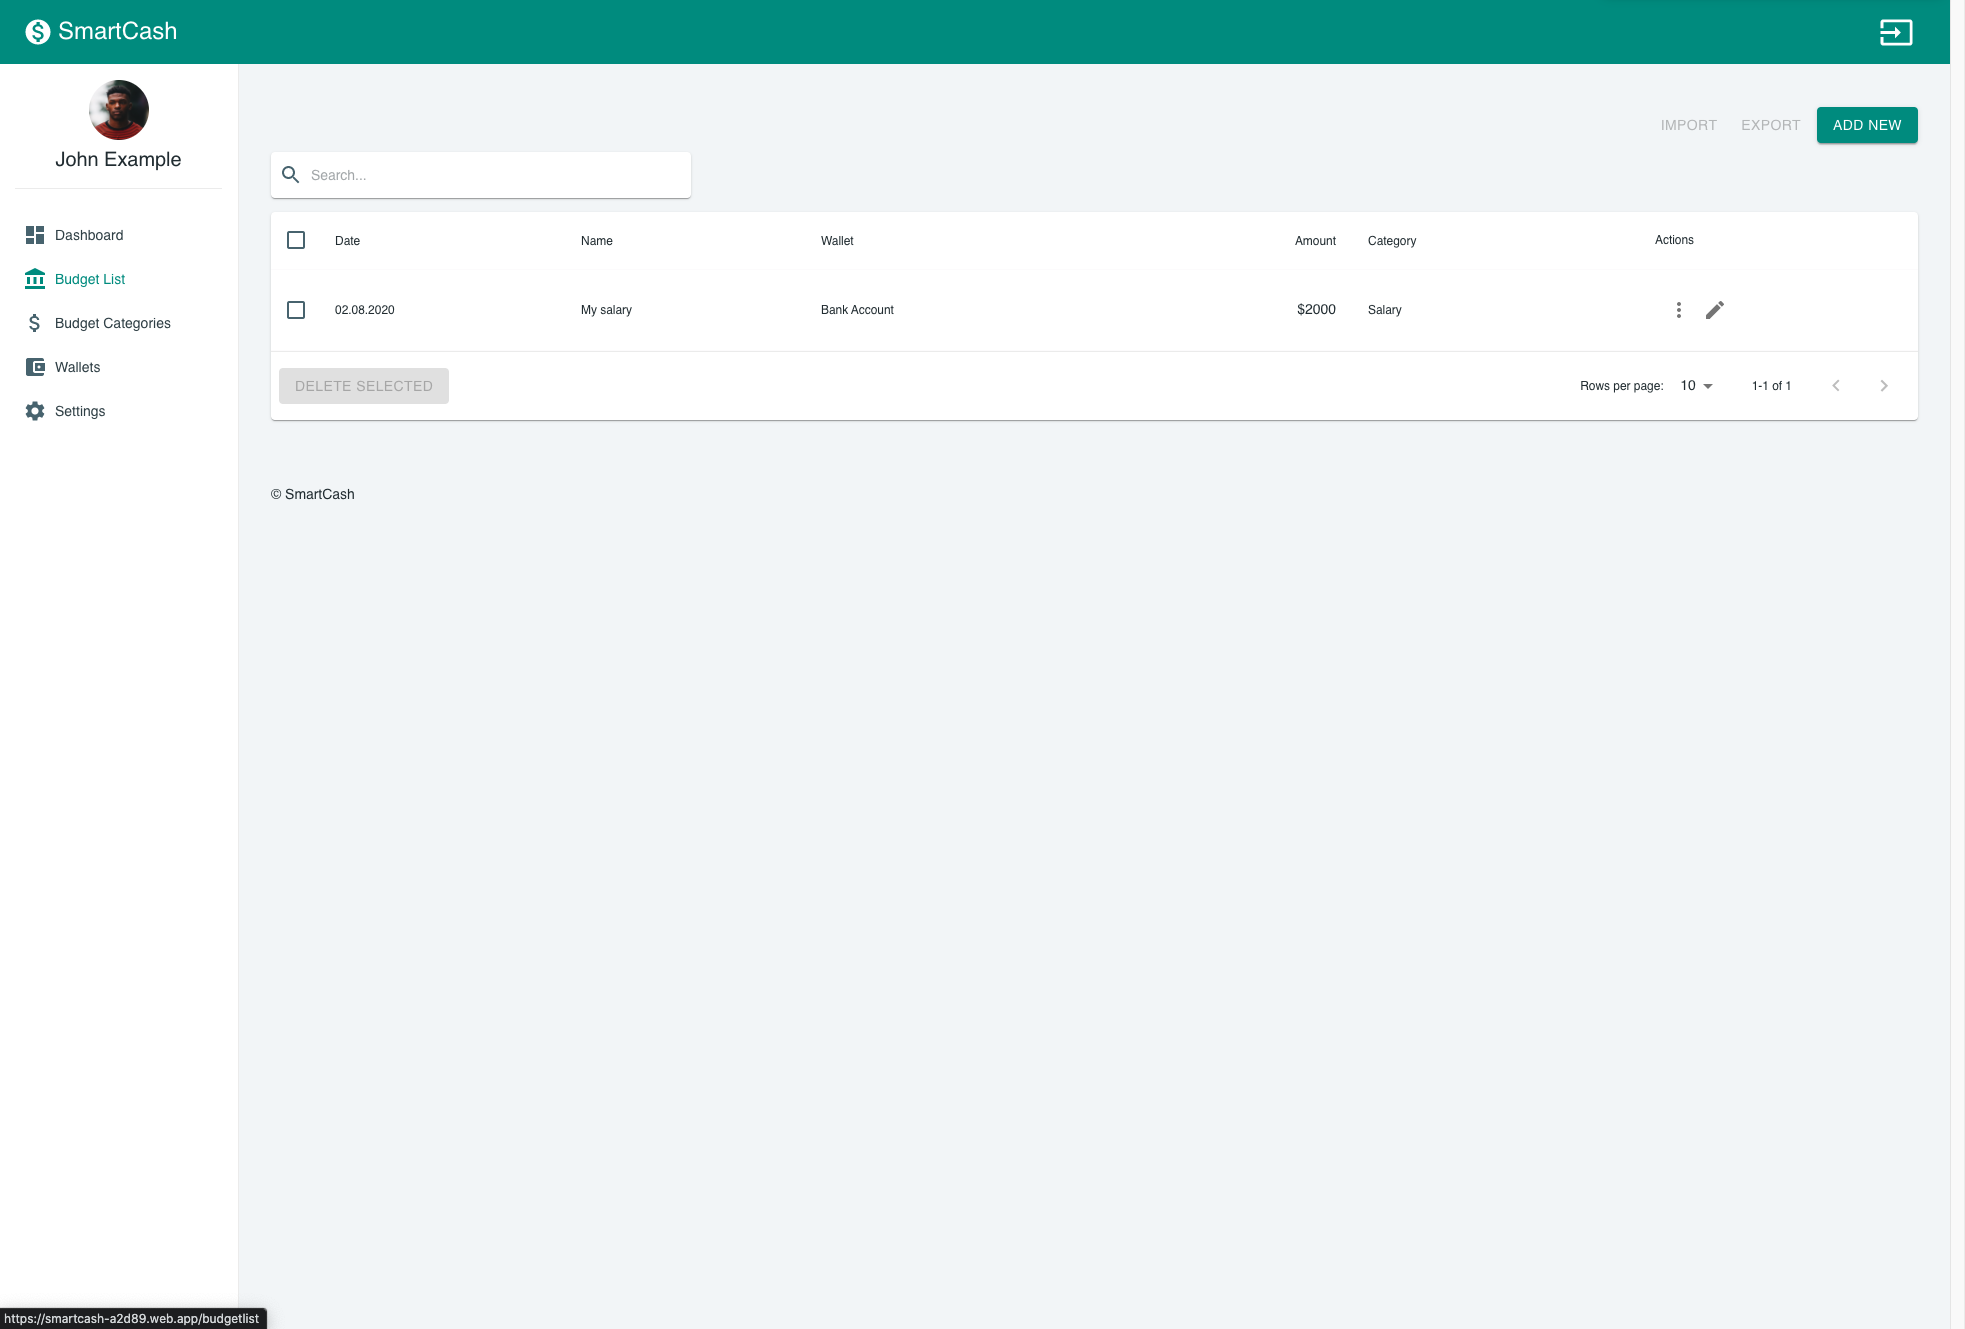 SmartCash
John Example
Dashboard
Budget List
Budget Categories
Wallets
Settings
IMPORT EXPORT ADD NEW
Search...
Date Name Wallet Amount Category Actions
02.08.2020 My salary Bank Account $2000 Salary
DELETE SELECTED Rows per page: 10 1-1 of 1
© SmartCash
https://smartcash-a2d89.web.app/budgetlist